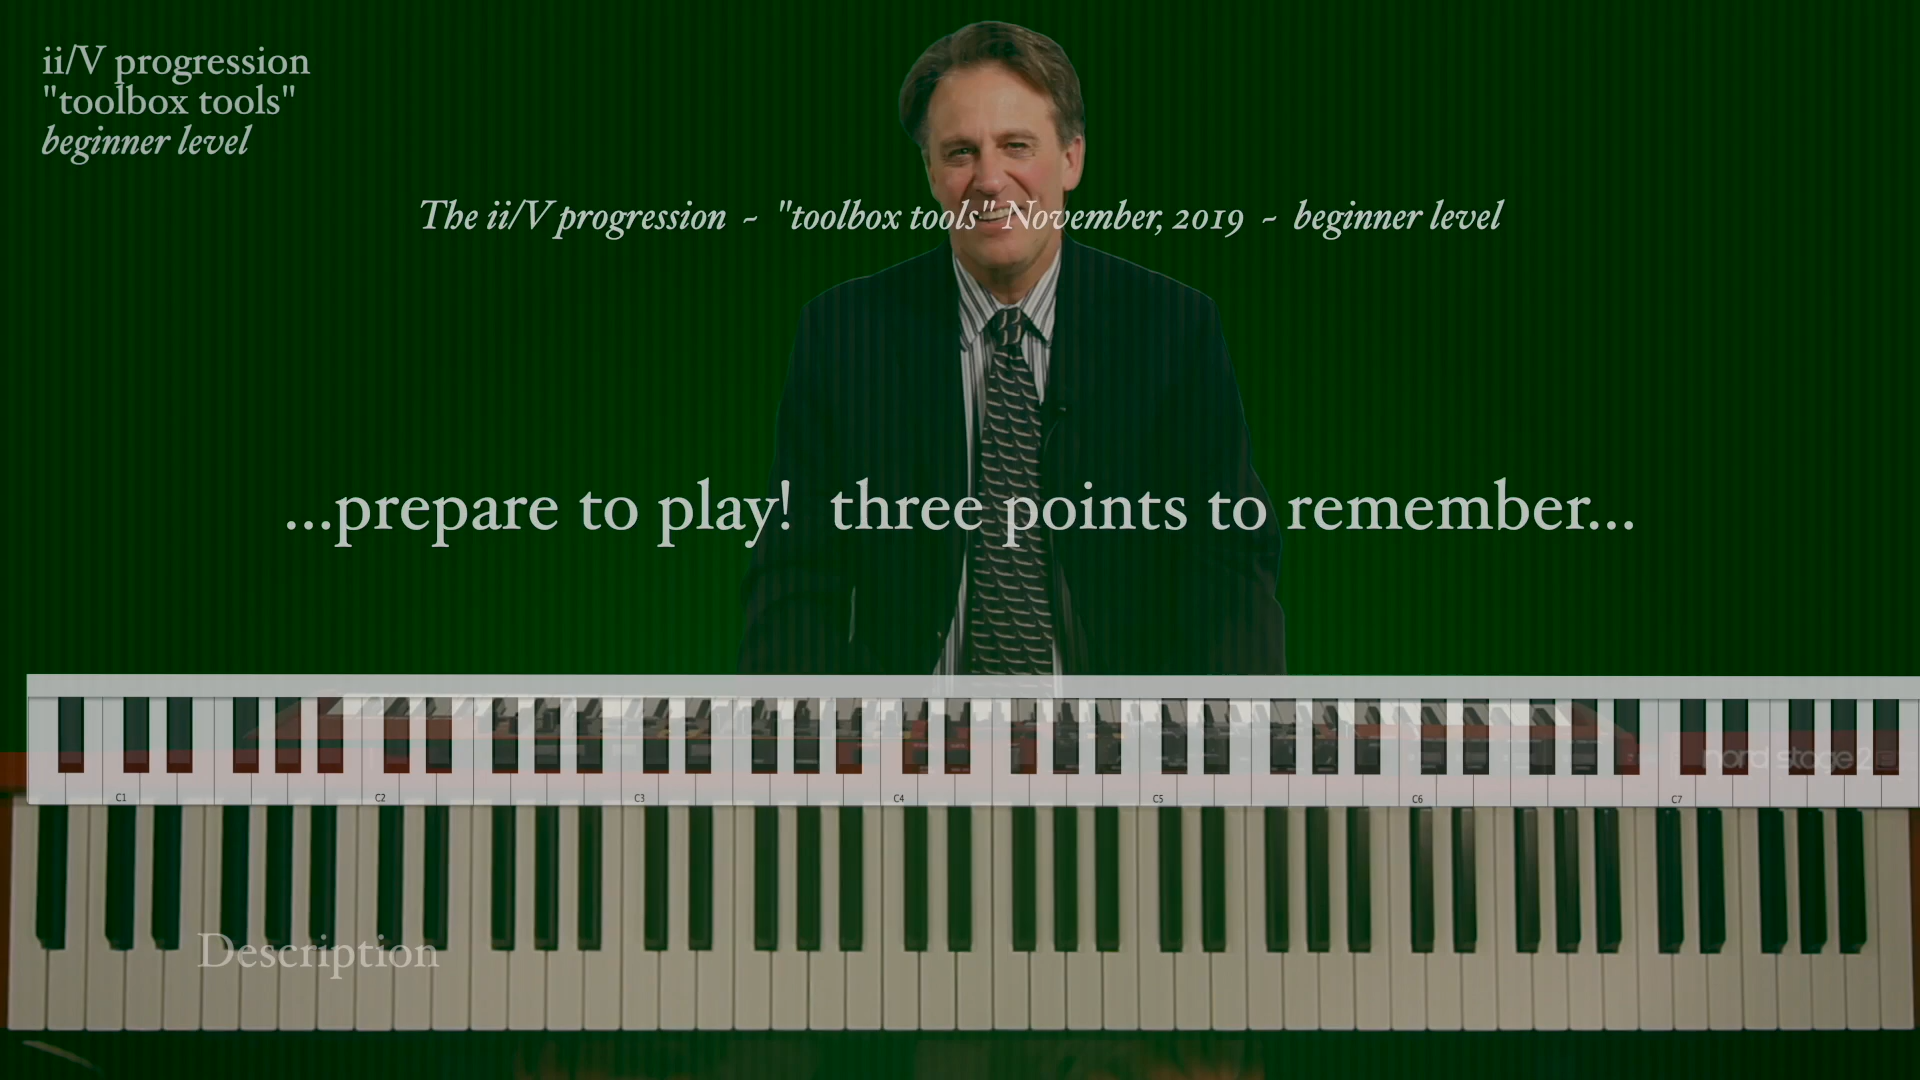 ii/V progression
"toolbox tools"
beginner level
The ii/V progression ~ "toolbox tools" November, 2019 ~ beginner level
...prepare to play! three points to remember...
nord stage 2
C1 C2 C3 C4 C5 C6 C7
Description